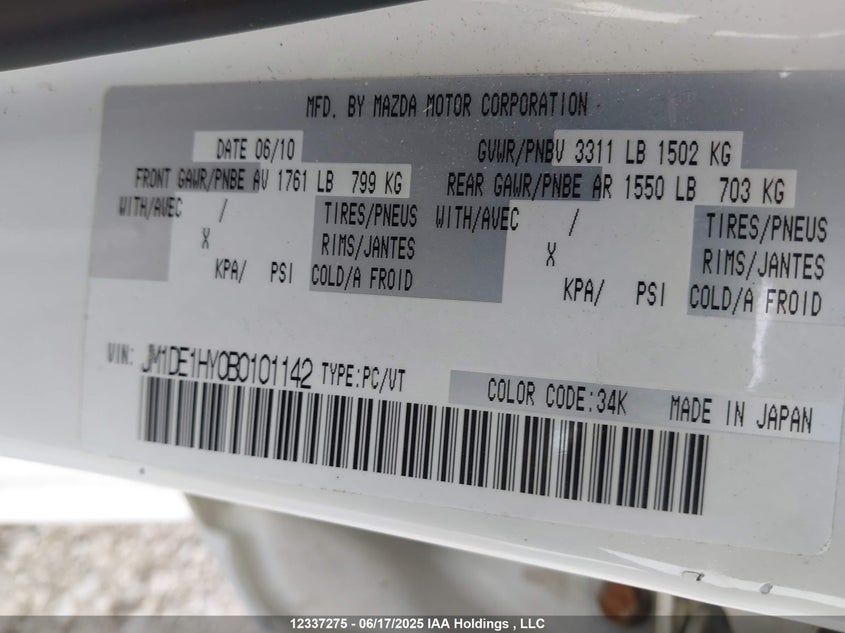 MFD. BY MAZDA MOTOR CORPORATION
DATE 06/10 GVWR/PNBV 3311 LB 1502 KG
FRONT GAWR/PNBE AV 1761 LB 799 KG REAR GAWR/PNBE AR 1550 LB 703 KG
WITH/AVEC / TIRES/PNEUS WITH/AVEC / TIRES/PNEUS
X RIMS/JANTES X RIMS/JANTES
KPA/ PSI COLD/A FROID KPA/ PSI COLD/A FROID
VIN: JM1DE1HY0B0101142 TYPE:PC/VT COLOR CODE:34K MADE IN JAPAN
12337275 - 06/17/2025 IAA Holdings , LLC